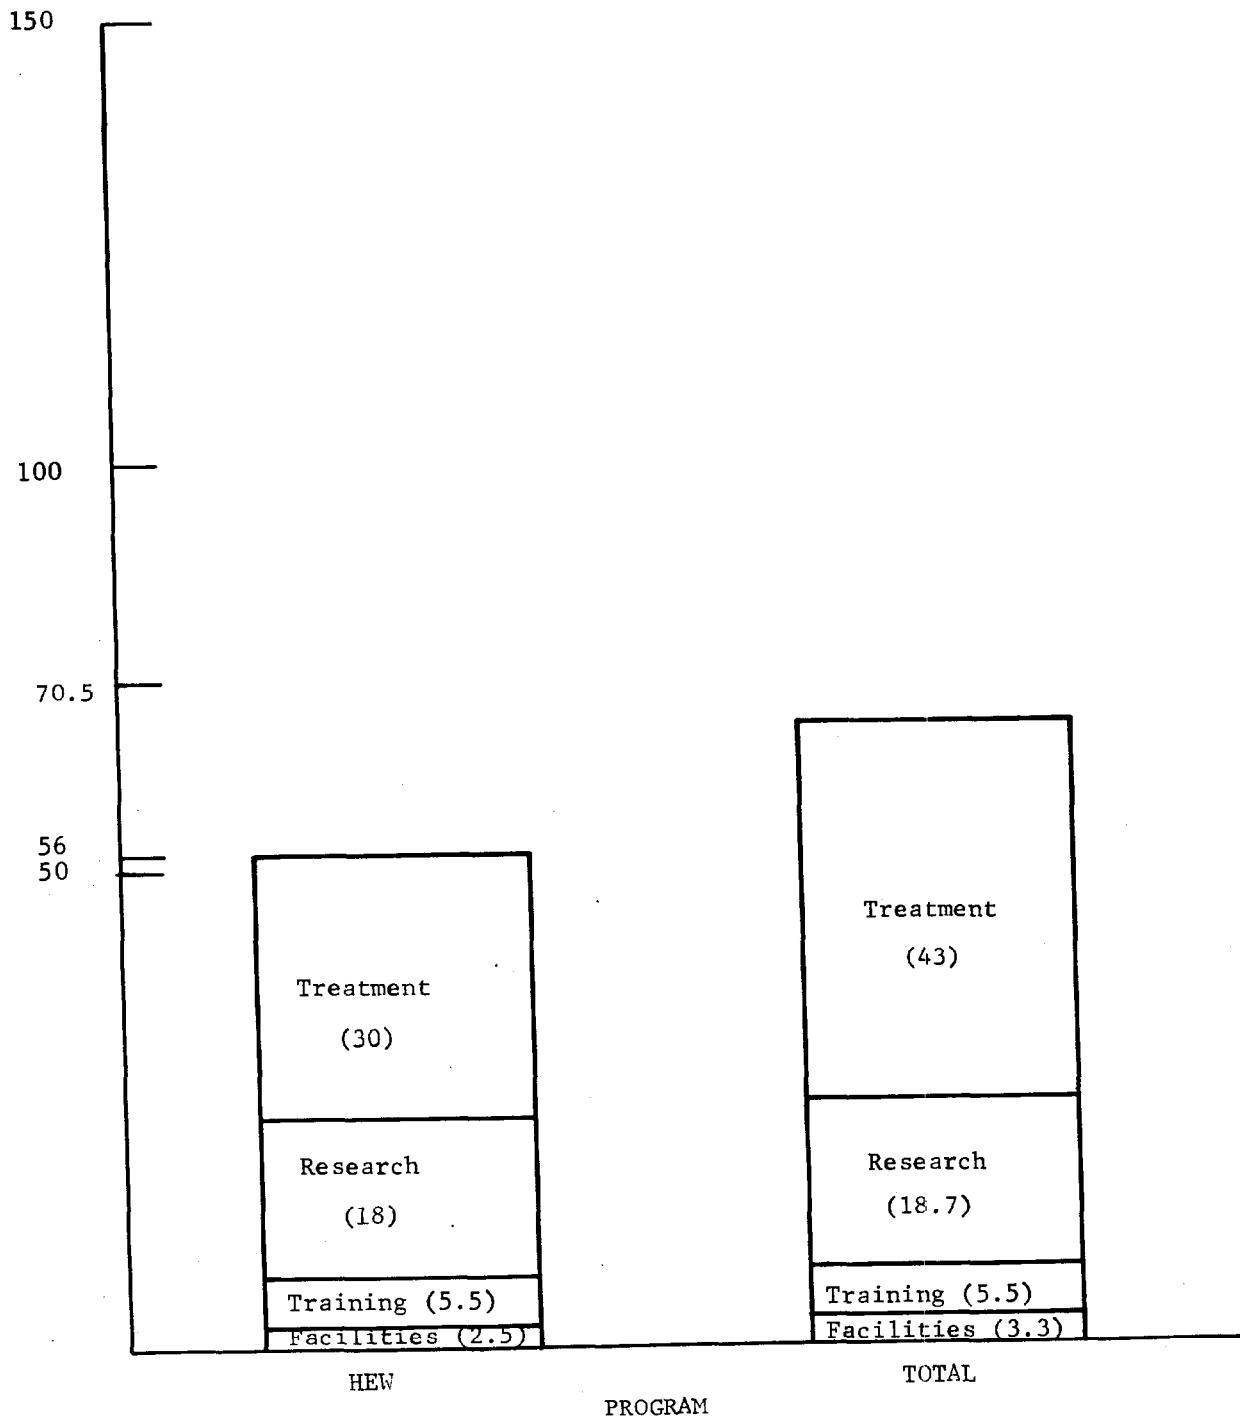 150
100
70.5
56
50
Treatment
(43)
Treatment
(30)
Research
(18.7)
Research
(18)
Training (5.5)
Facilities (3.3)
Training (5.5)
Facilities (2.5)
HEW
TOTAL
PROGRAM